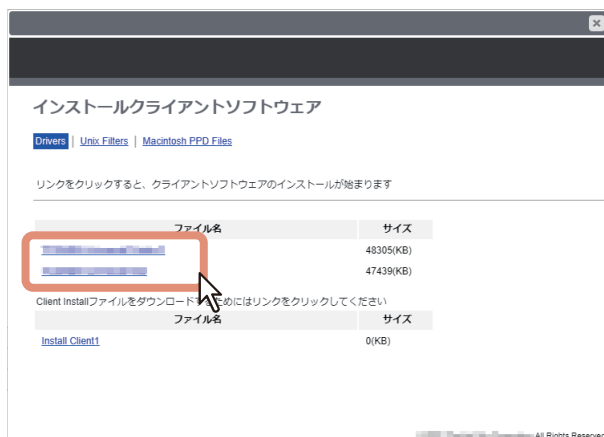 インストールクライアントソフトウェア
Drivers | Unix Filters | Macintosh PPD Files
リンクをクリックすると、クライアントソフトウェアのインストールが始まります
ファイル名 サイズ
48305(KB)
47439(KB)
Client Installファイルをダウンロードするためにはリンクをクリックしてください
ファイル名 サイズ
Install Client1 0(KB)
All Rights Reserved